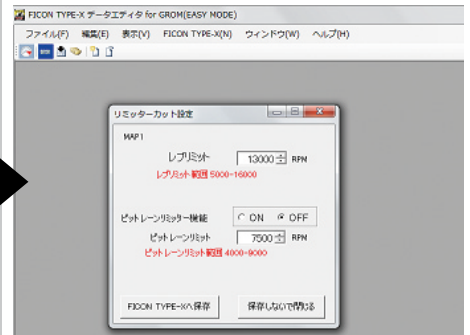 FICON TYPE-X データエディタ for GROM(EASY MODE)
ファイル(F) 編集(E) 表示(V) FICON TYPE-X(N) ウィンドウ(W) ヘルプ(H)
リミッターカット設定
MAP1
レブリミット 13000 RPM
レブリミット範囲 5000-16000
ピットレーンリミッター機能 ON OFF
ピットレーンリミット 7500 RPM
ピットレーンリミット範囲 4000-9000
FICON TYPE-Xへ保存 保存しないで閉じる